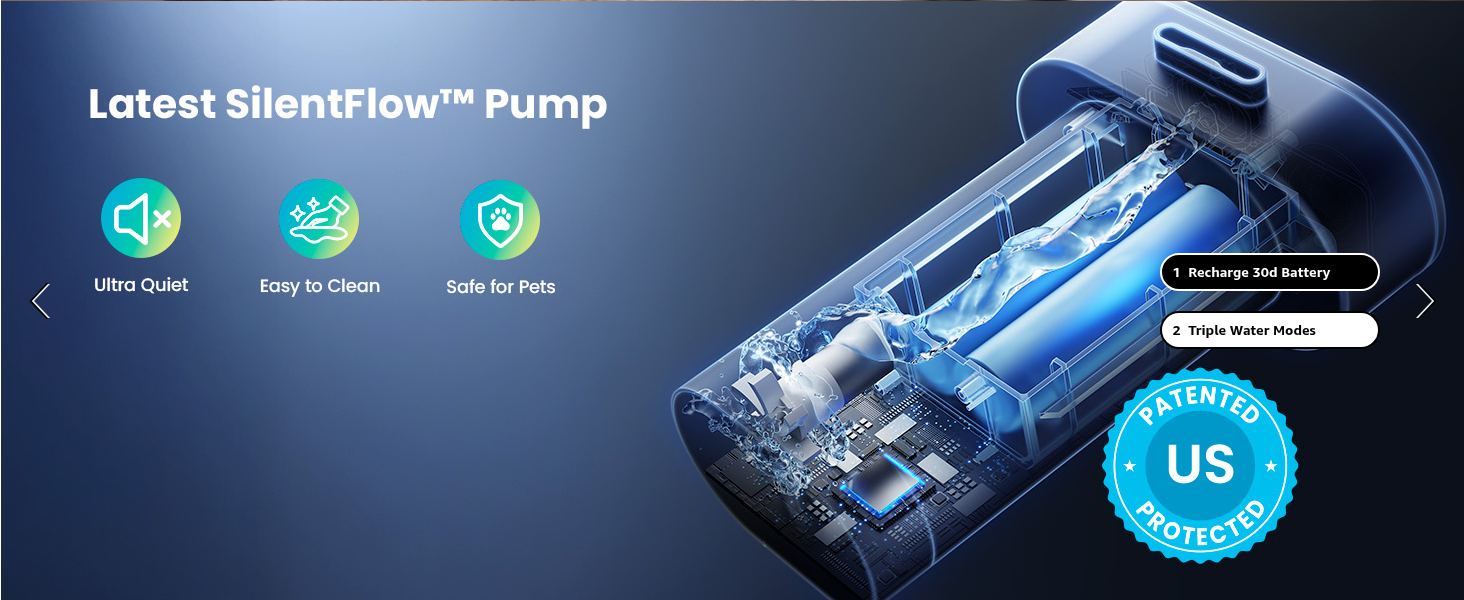 Latest SilentFlow™ Pump
Ultra Quiet
Easy to Clean
Safe for Pets
1 Recharge 30d Battery
2 Triple Water Modes
PATENTED
US
PROTECTED